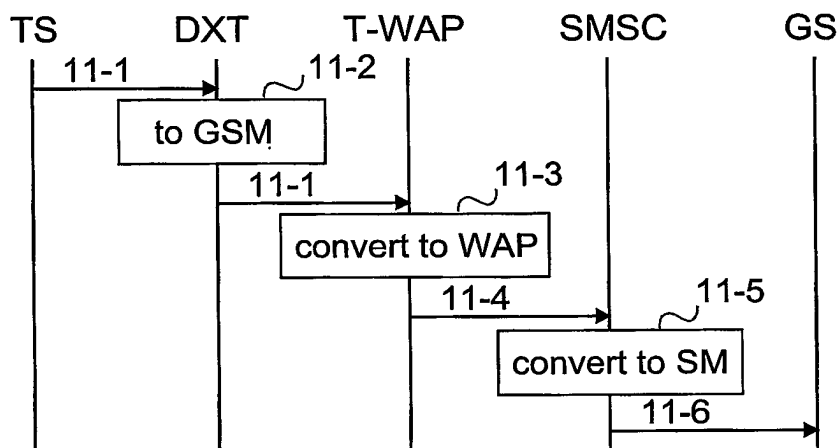 TS DXT T-WAP SMSC GS
11-1 11-2
to GSM
11-1 11-3
convert to WAP
11-4 11-5
convert to SM
11-6